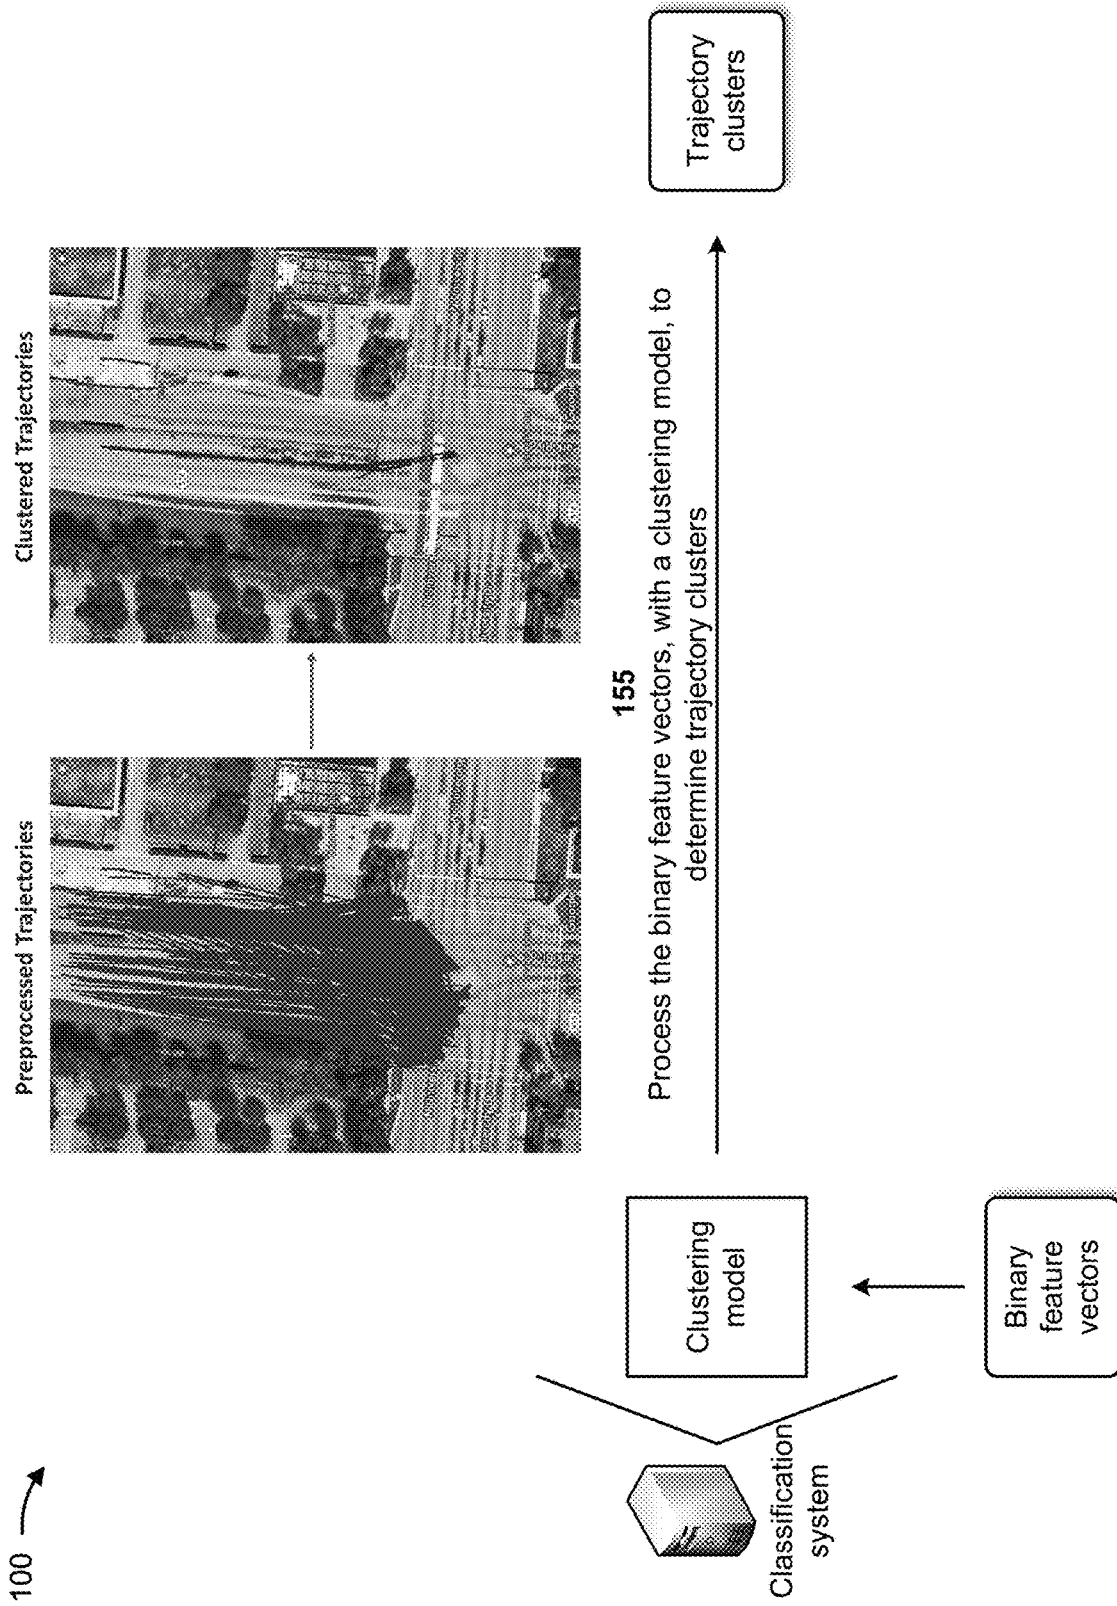 100
Preprocessed Trajectories
Clustered Trajectories
155
Process the binary feature vectors, with a clustering model, to
determine trajectory clusters
Classification
system
Clustering
model
Binary
feature
vectors
Trajectory
clusters